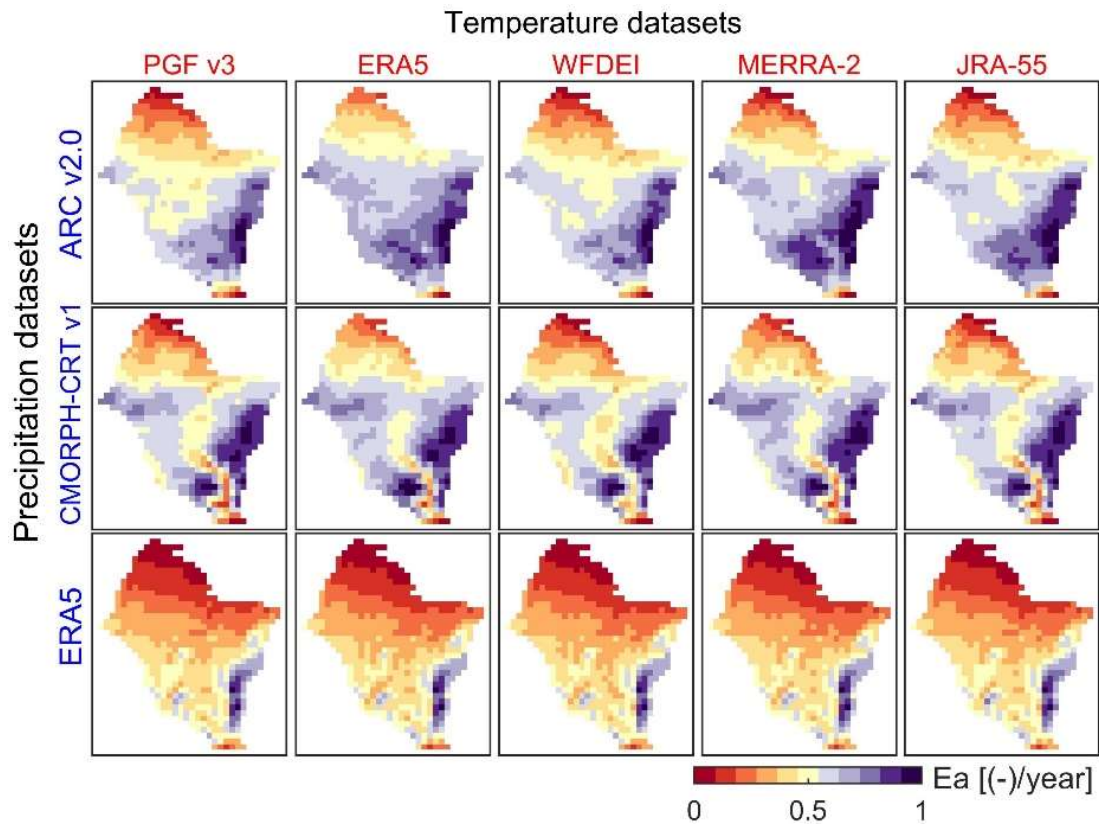 Temperature datasets
PGF v3 ERA5 WFDEI MERRA-2 JRA-55
Precipitation datasets
ARC v2.0
CMORPH-CRT v1
ERA5
Ea [(-)/year]
0 0.5 1